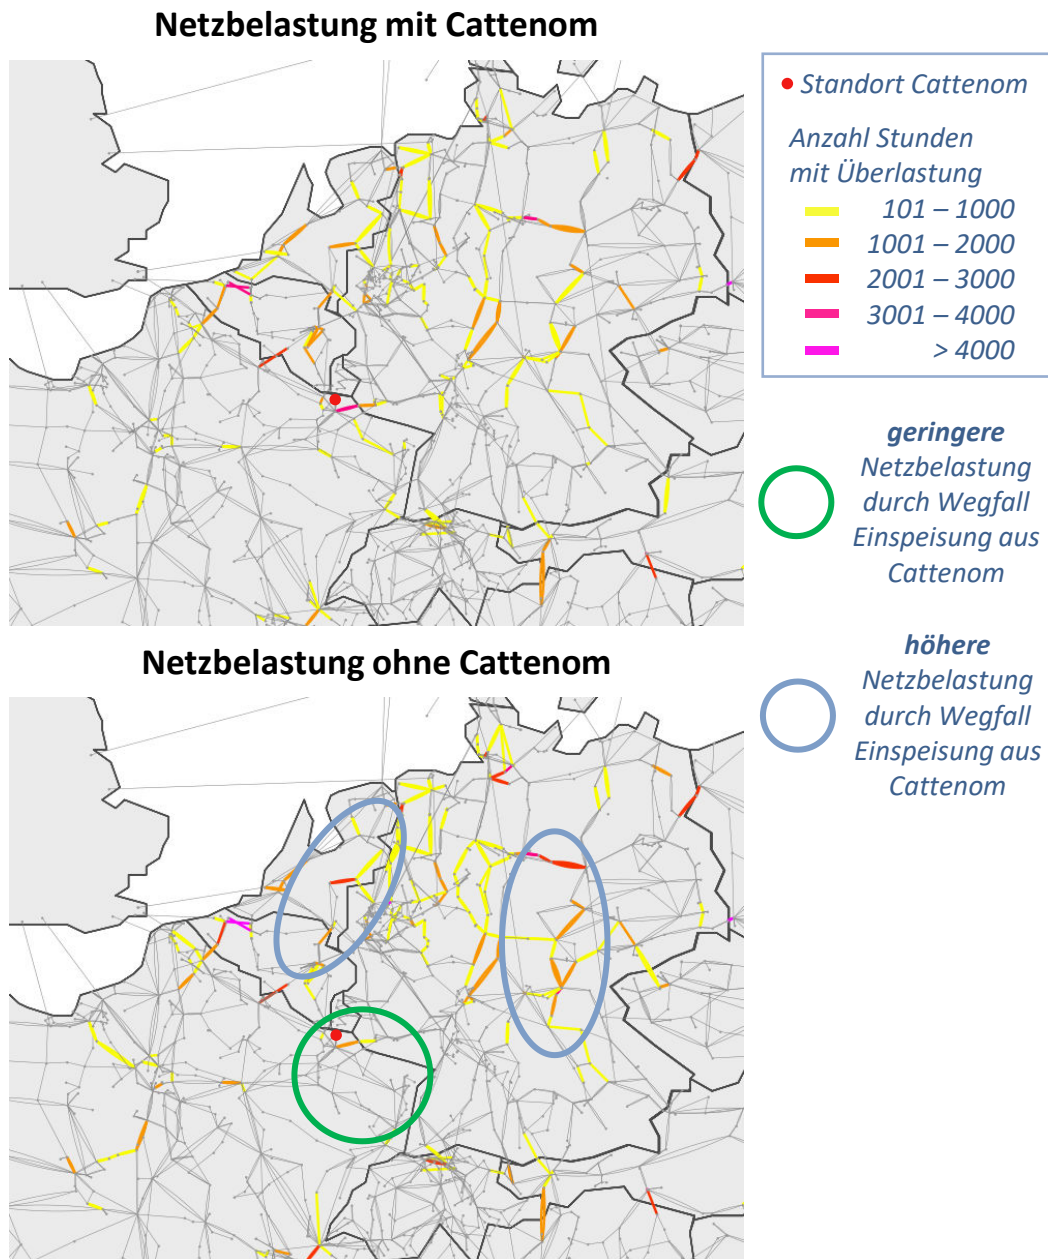 Netzbelastung mit Cattenom
Standort Cattenom
Anzahl Stunden
mit Überlastung
101 – 1000
1001 – 2000
2001 – 3000
3001 – 4000
> 4000
geringere
Netzbelastung
durch Wegfall
Einspeisung aus
Cattenom
Netzbelastung ohne Cattenom
höhere
Netzbelastung
durch Wegfall
Einspeisung aus
Cattenom